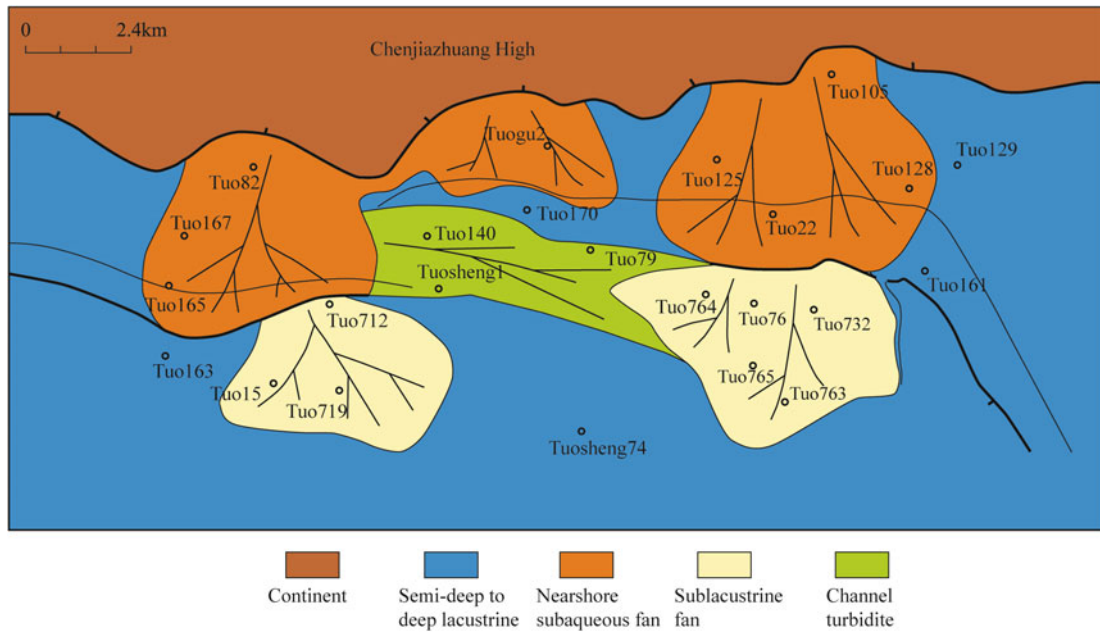 0 2.4km
Chenjiazhuang High
Tuo105
Tuogu2
Tuo129
Tuo82
Tuo125
Tuo128
Tuo170
Tuo167
Tuo22
Tuo140
Tuo79
Tuosheng1
Tuo161
Tuo165
Tuo764
Tuo76
Tuo732
Tuo712
Tuo163
Tuo765
Tuo15
Tuo763
Tuo719
Tuosheng74
Continent
Semi-deep to
deep lacustrine
Nearshore
subaqueous fan
Sublacustrine
fan
Channel
turbidite